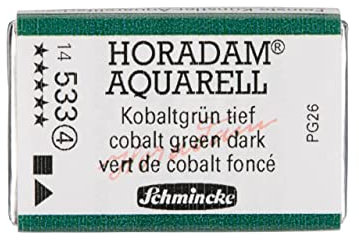 HORADAM®
AQUARELL
Kobaltgrün tief
cobalt green dark
vert de cobalt foncé
Schmincke
14
533 4
★★★★★
PG26